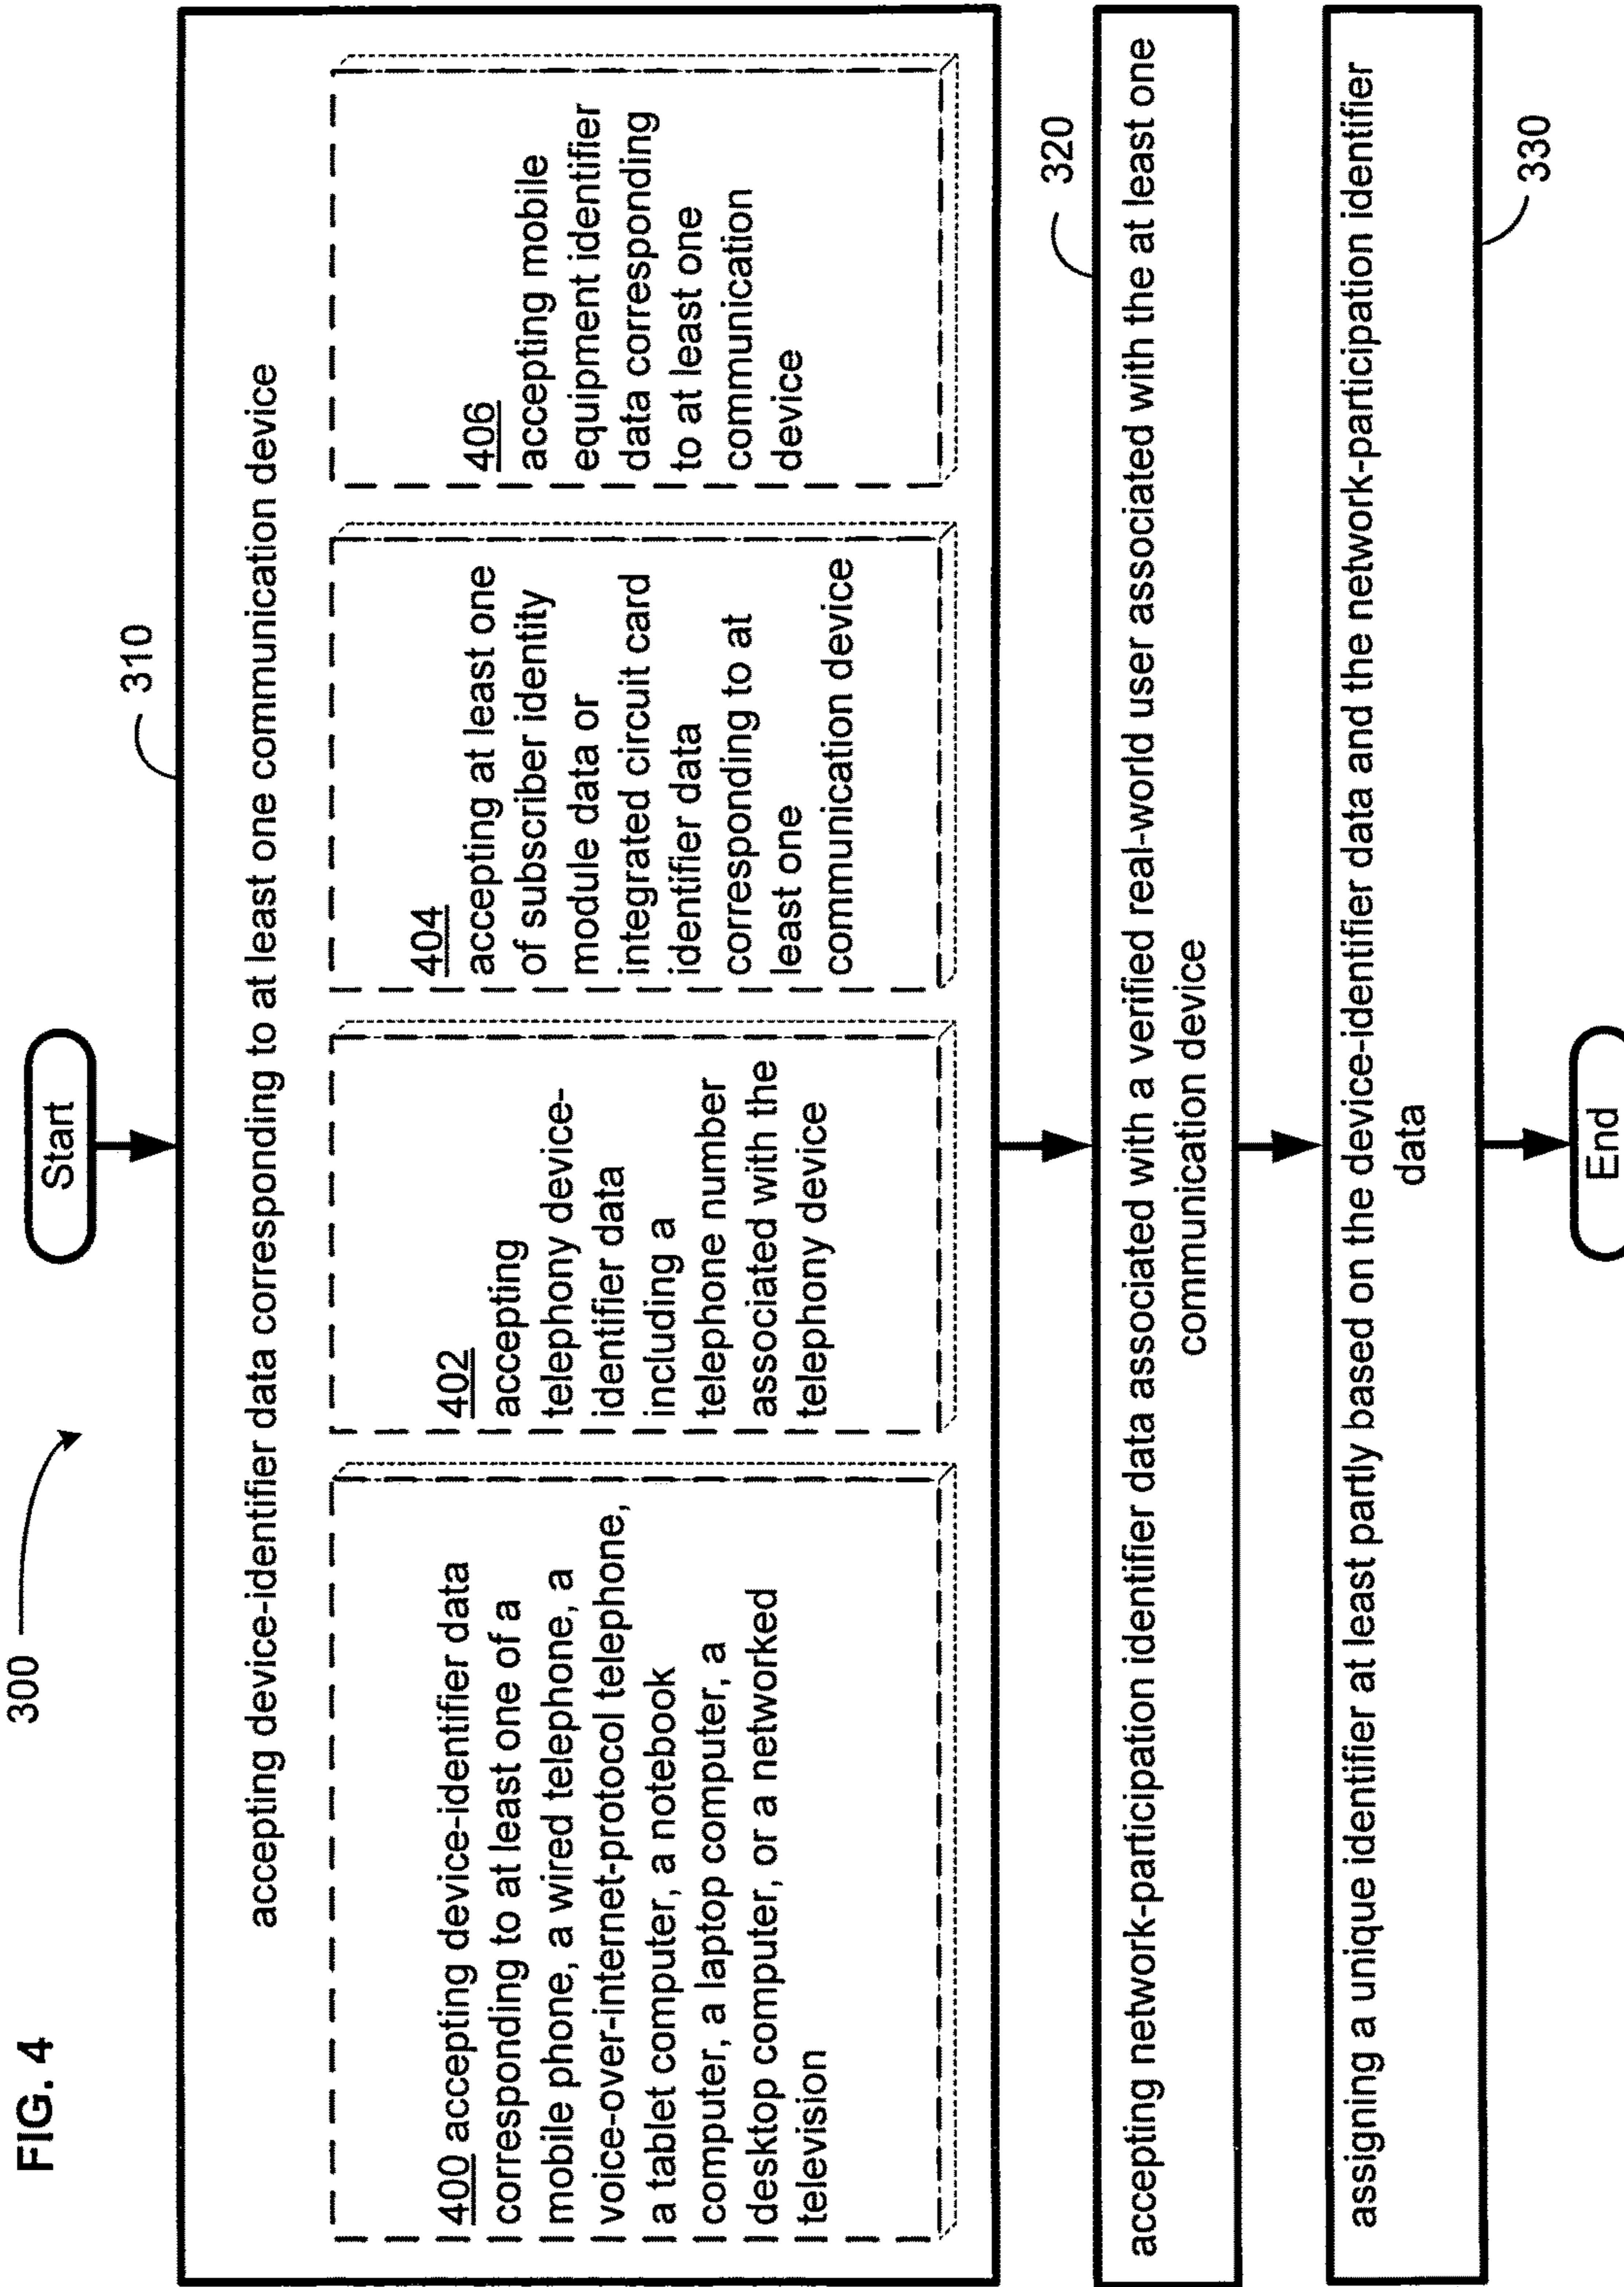 FIG. 4
300
Start
310
accepting device-identifier data corresponding to at least one communication device
400 accepting device-identifier data
corresponding to at least one of a
mobile phone, a wired telephone, a
voice-over-internet-protocol telephone,
a tablet computer, a notebook
computer, a laptop computer, a
desktop computer, or a networked
television
402
accepting
telephony device-
identifier data
including a
telephone number
associated with the
telephony device
404
accepting at least one
of subscriber identity
module data or
integrated circuit card
identifier data
corresponding to at
least one
communication device
406
accepting mobile
equipment identifier
data corresponding
to at least one
communication
device
320
accepting network-participation identifier data associated with a verified real-world user associated with the at least one
communication device
330
assigning a unique identifier at least partly based on the device-identifier data and the network-participation identifier
data
End